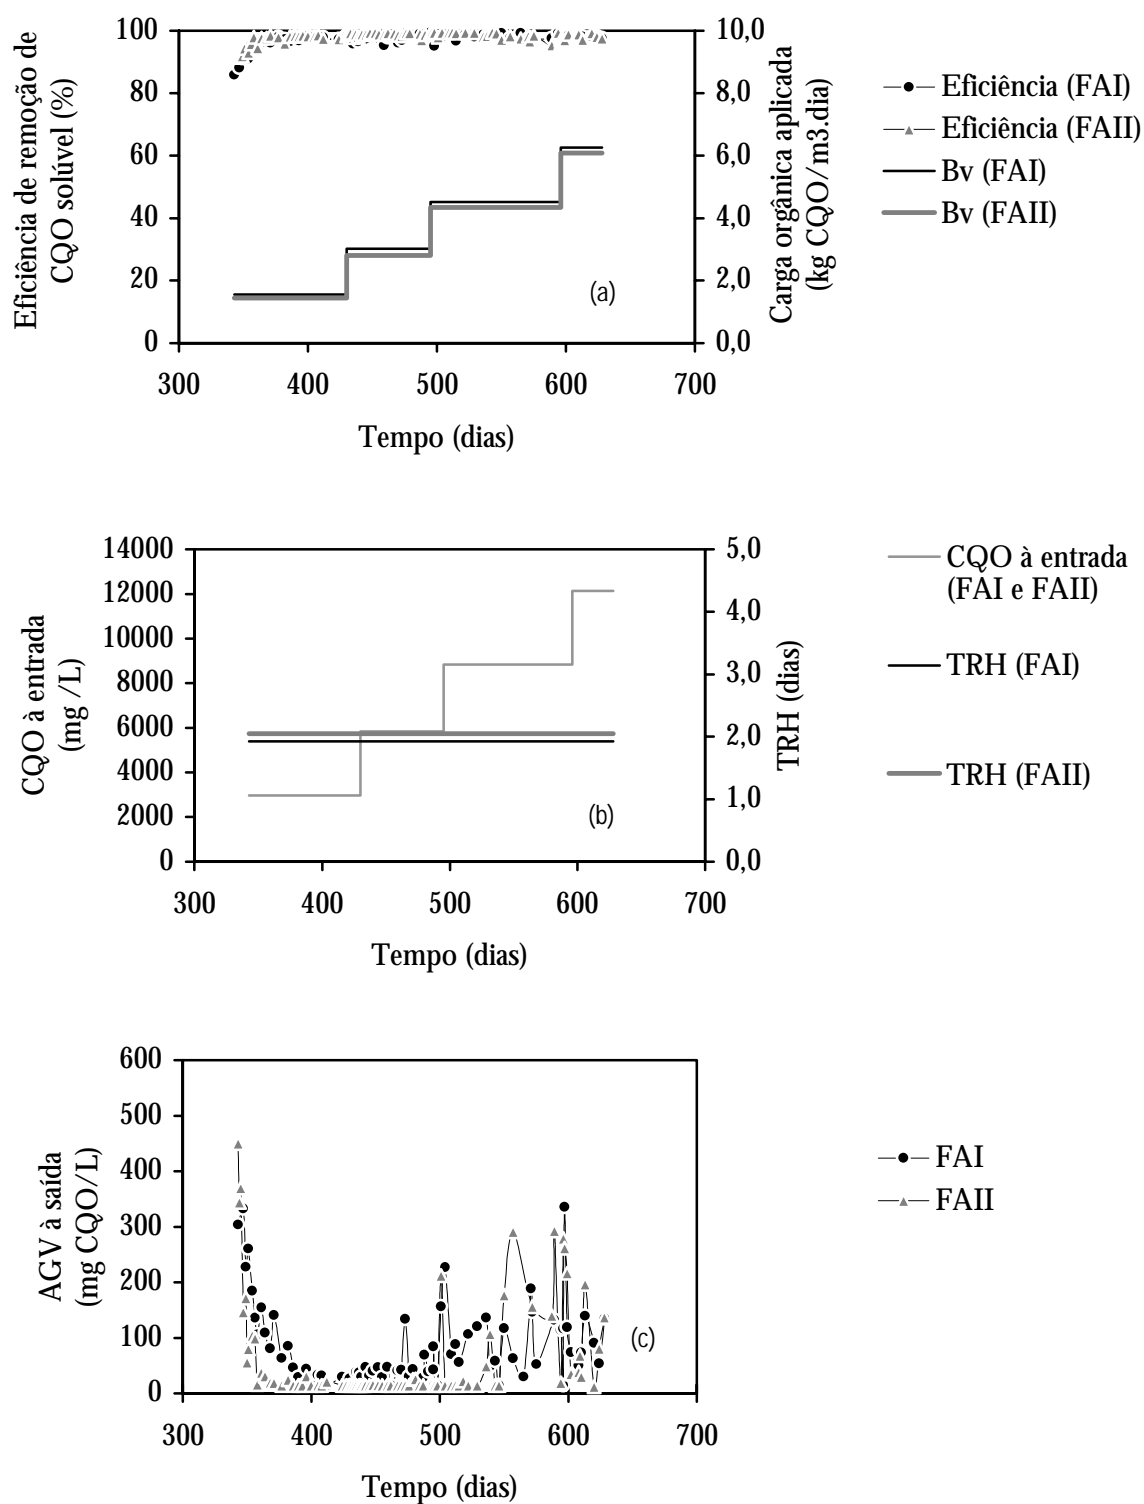 Eficiência de remoção de
CQO solúvel (%)
100
80
60
40
20
0
10,0
8,0
6,0
4,0
2,0
0,0
Carga orgânica aplicada
(kg CQO/m3.dia)
(a)
300
400
500
600
700
Tempo (dias)
Eficiência (FAI)
Eficiência (FAII)
Bv (FAI)
Bv (FAII)
CQO à entrada
(mg /L)
14000
12000
10000
8000
6000
4000
2000
0
5,0
4,0
3,0
2,0
1,0
0,0
TRH (dias)
(b)
300
400
500
600
700
Tempo (dias)
CQO à entrada
(FAI e FAII)
TRH (FAI)
TRH (FAII)
AGV à saída
(mg CQO/L)
600
500
400
300
200
100
0
(c)
300
400
500
600
700
Tempo (dias)
FAI
FAII